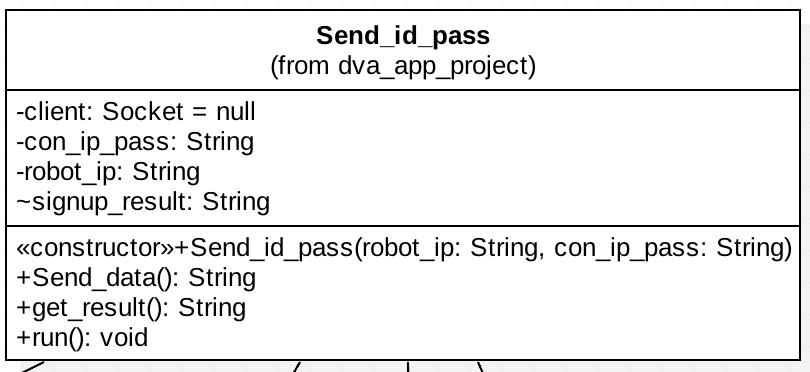 Send_id_pass
(from dva_app_project)
-client: Socket = null
-con_ip_pass: String
-robot_ip: String
~signup_result: String
«constructor»+Send_id_pass(robot_ip: String, con_ip_pass: String)
+Send_data(): String
+get_result(): String
+run(): void